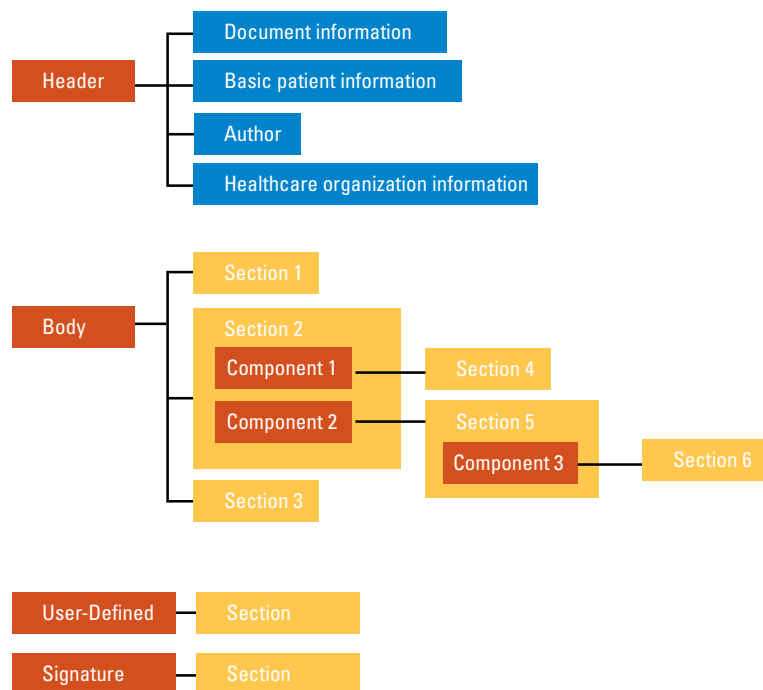 Document information
Header
Basic patient information
Author
Healthcare organization information
Section 1
Body
Section 2
Component 1
Section 4
Component 2
Section 5
Component 3
Section 6
Section 3
User-Defined
Section
Signature
Section